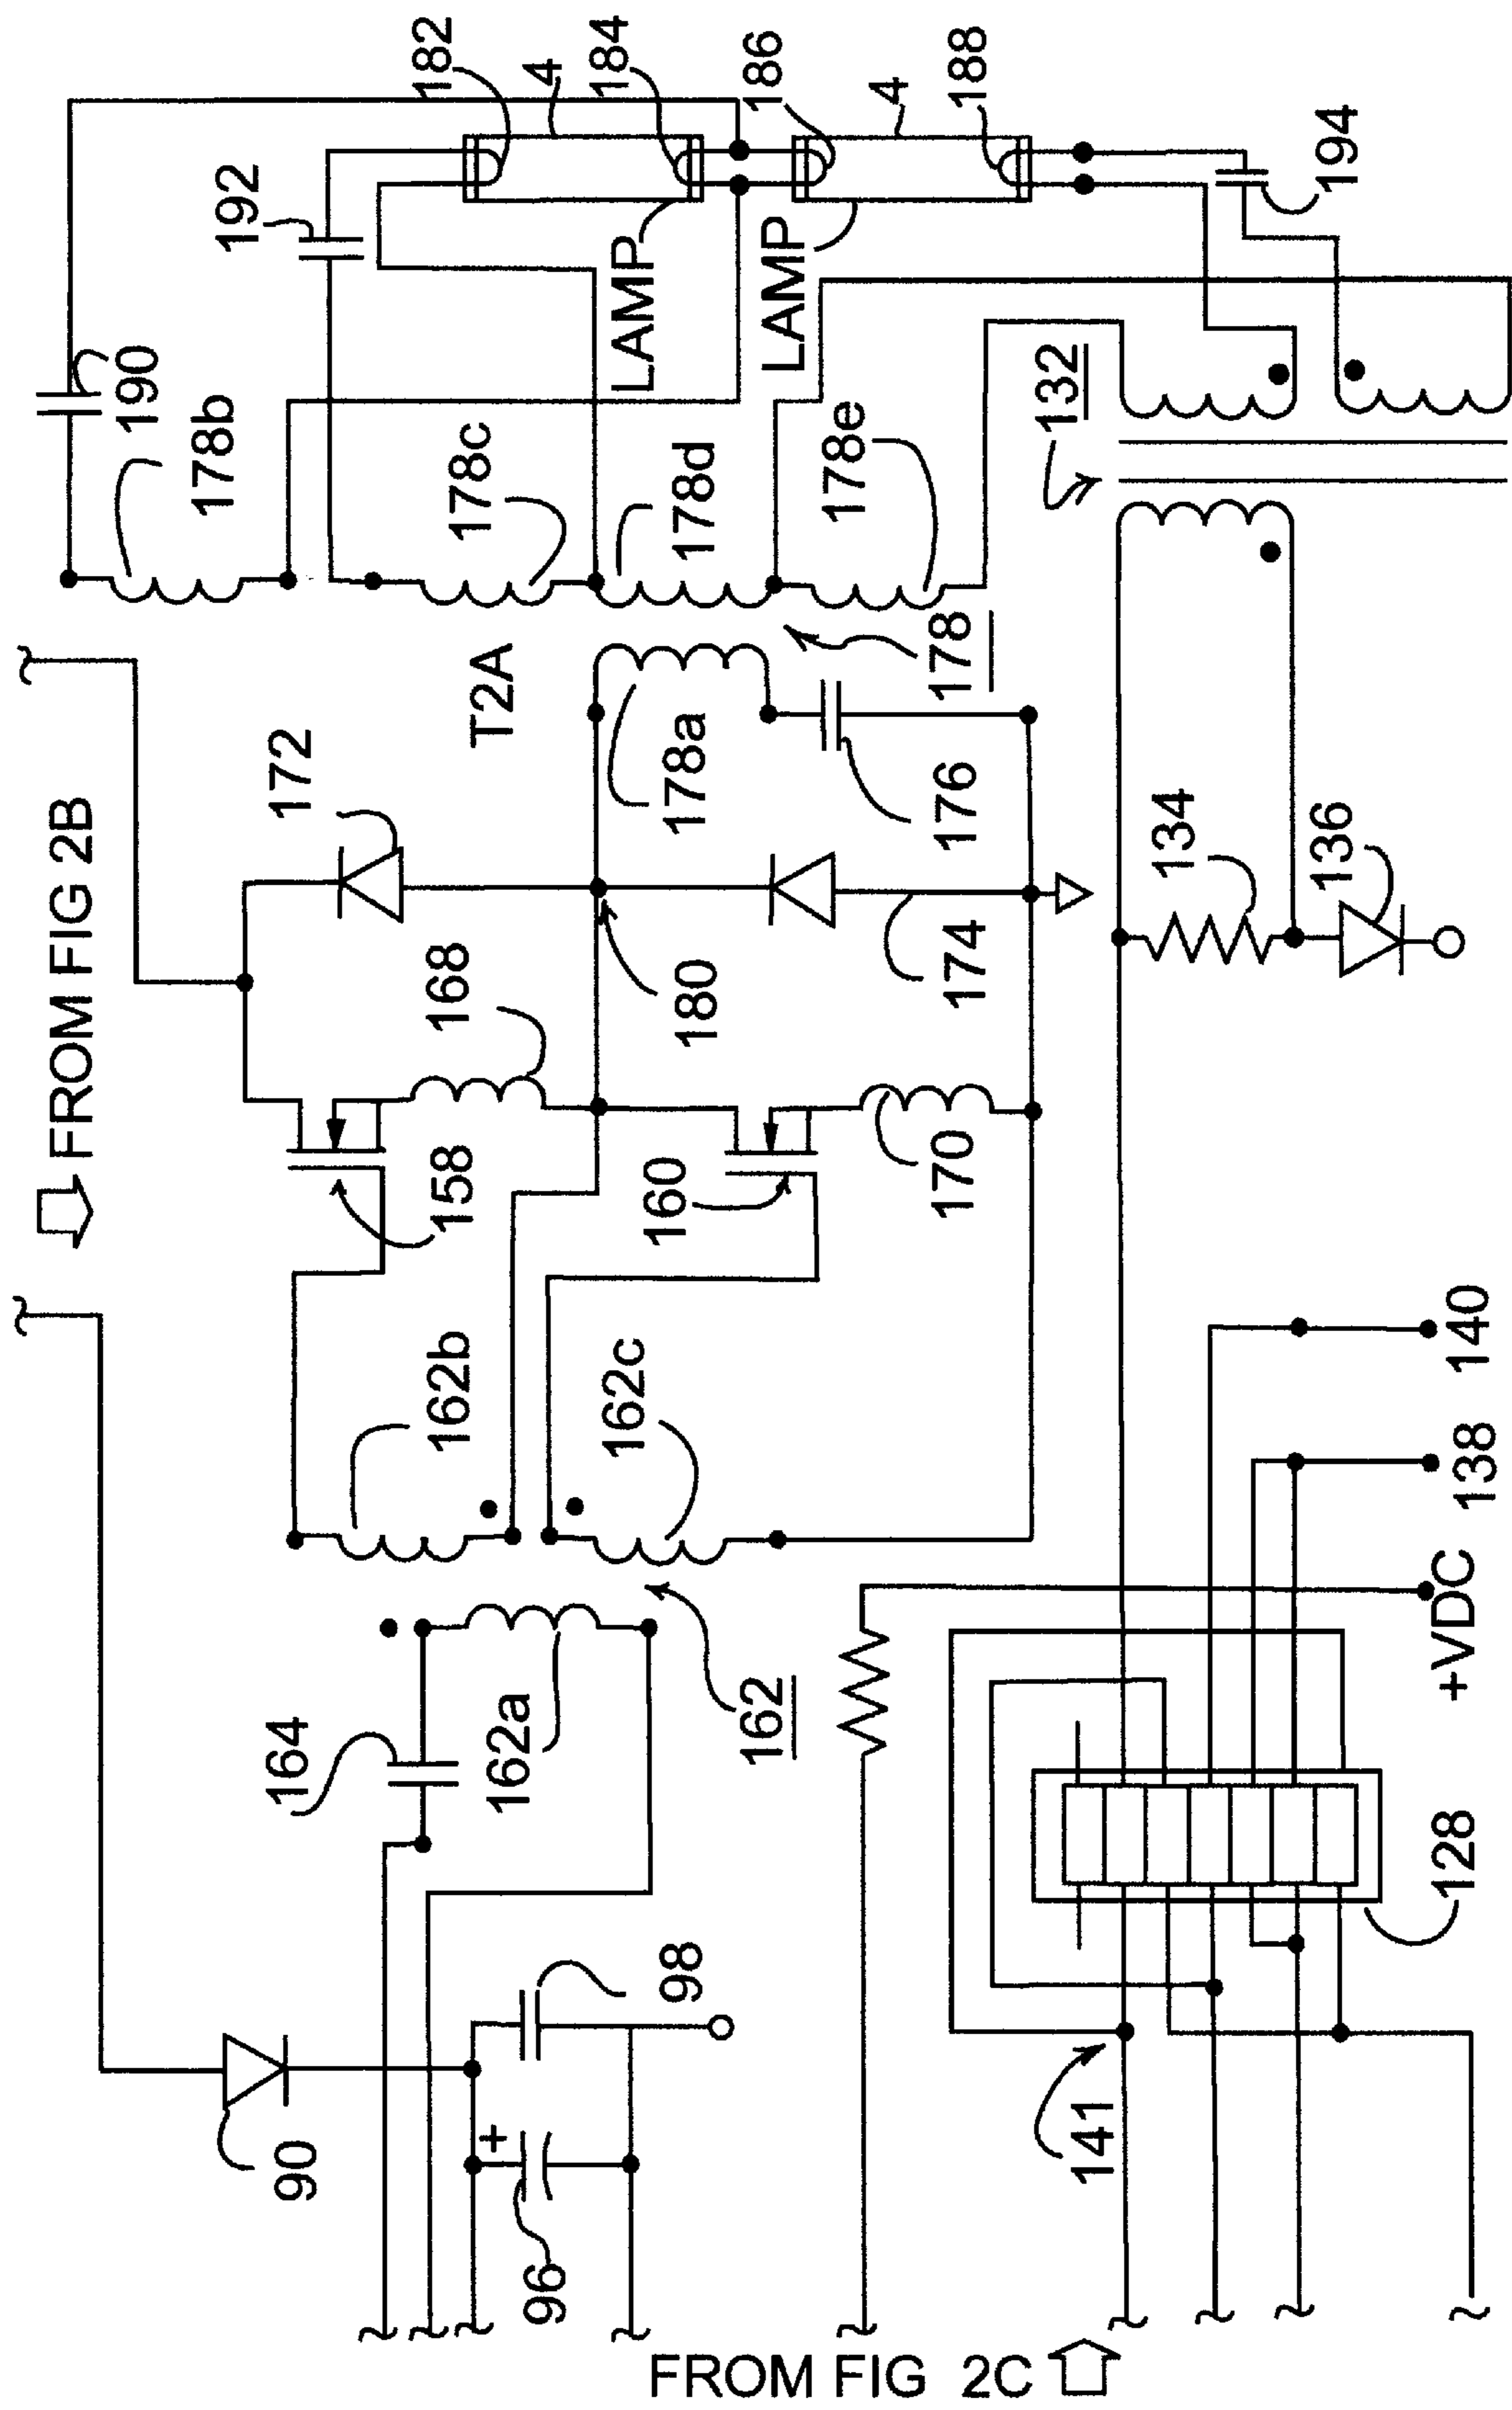 FROM FIG 2B
190
178b
192
182
4
184
186
4
188
194
LAMP
LAMP
178c
178d
178e
132
T2A
178
172
178a
176
168
180
174
134
136
158
160
170
162b
162c
140
138
+VDC
164
162a
162
90
98
96
128
141
+
FROM FIG 2C